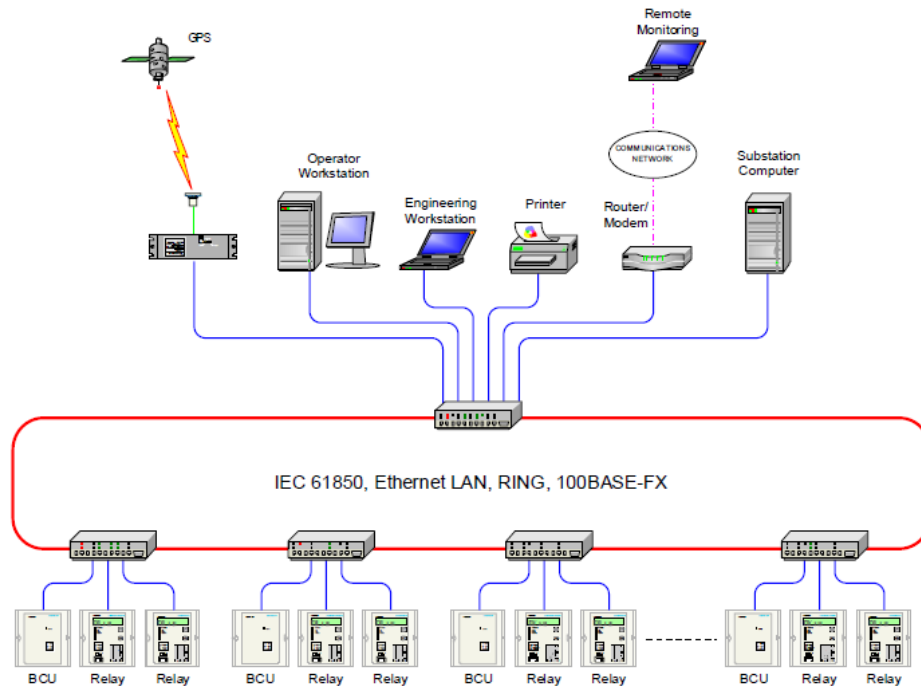 GPS
Remote
Monitoring
COMMUNICATIONS
NETWORK
Operator
Workstation
Engineering
Workstation
Printer
Router/
Modem
Substation
Computer
IEC 61850, Ethernet LAN, RING, 100BASE-FX
BCU Relay Relay BCU Relay Relay BCU Relay Relay BCU Relay Relay